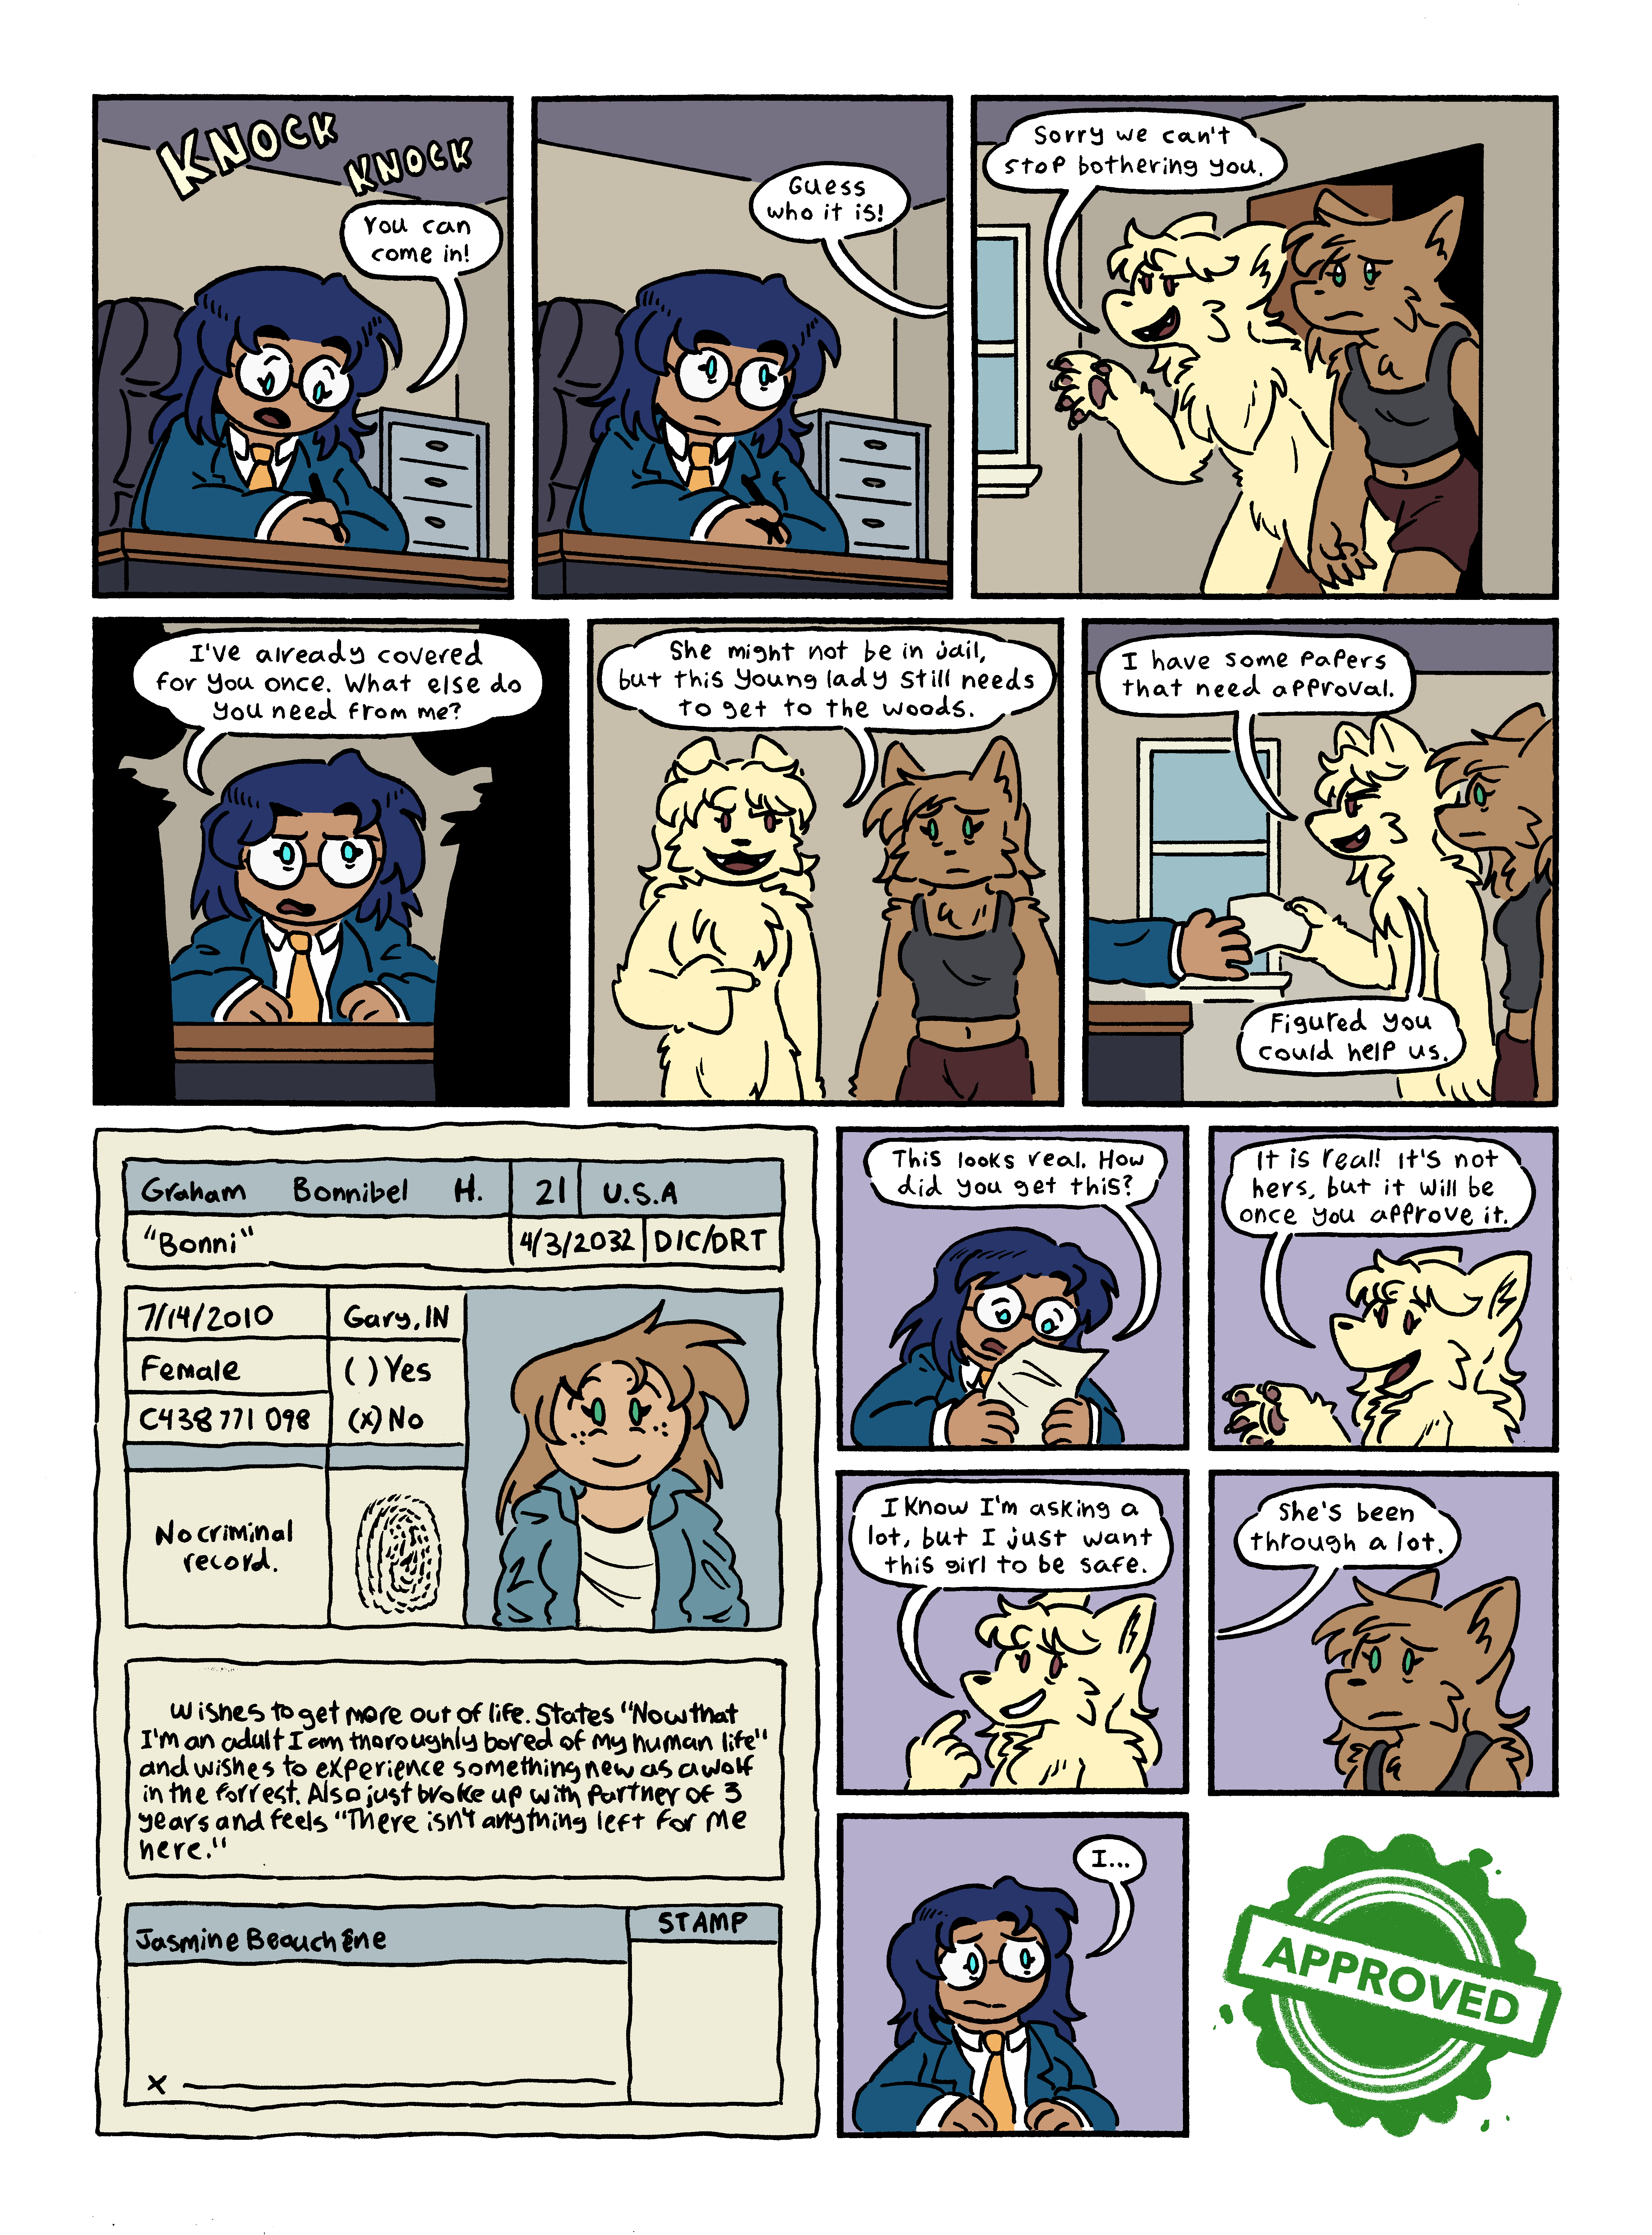 KNOCK
KNOCK
You can
come in!
Guess
who it is!
Sorry we can't
stop bothering you.
I've already covered
for you once. What else do
you need from me?
She might not be in jail,
but this young lady still needs
to get to the woods.
I have some papers
that need approval.
Figured you
could help us.
Graham Bonnibel H. 21 U.S.A
"Bonni" 4/3/2032 DIC/DRT
7/14/2010 Gary, IN
Female ( ) Yes
C438 771 098 (x) No
No criminal
record.
Wishes to get more out of life. States "Now that
I'm an adult I am thoroughly bored of my human life"
and wishes to experience something new as a wolf
in the forrest. Also just broke up with partner of 3
years and feels "There isn't anything left for me
here."
Jasmine Beauchêne
STAMP
X
This looks real. How
did you get this?
It is real! It's not
hers, but it will be
once you approve it.
I know I'm asking a
lot, but I just want
this girl to be safe.
She's been
through a lot.
I...
APPROVED